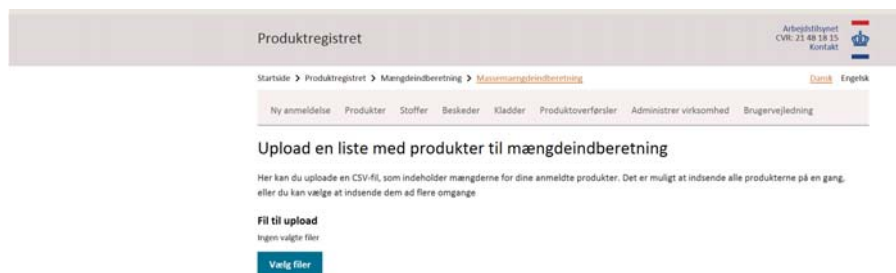 Produktregistret
Arbejdstilsynet
CVR: 21 48 18 15
Kontakt
Startside > Produktregistret > Mængdeindberetning > Massemængdeindberetning
Dansk Engelsk
Ny anmeldelse Produkter Stoffer Beskeder Kladder Produktoverførsler Administrer virksomhed Brugervejledning
Upload en liste med produkter til mængdeindberetning
Her kan du uploade en CSV-fil, som indeholder mængderne for dine anmeldte produkter. Det er muligt at indsende alle produkterne på en gang,
eller du kan vælge at indsende dem ad flere omgange
Fil til upload
Ingen valgte filer
Vælg filer